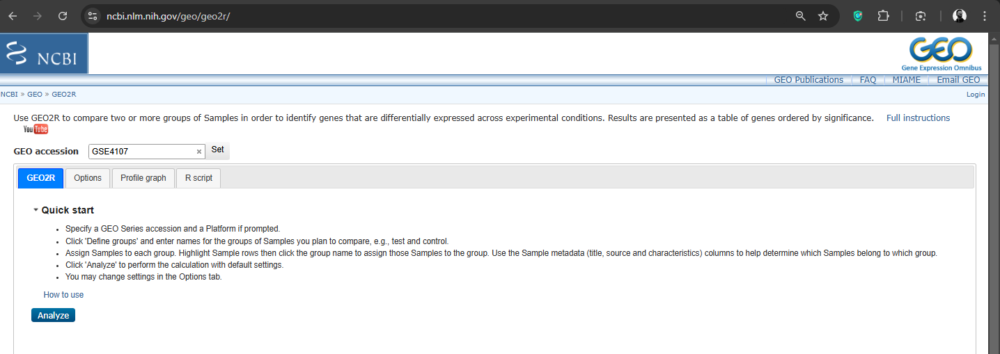 ncbi.nlm.nih.gov/geo/geo2r/
NCBI
GEO
Gene Expression Omnibus
GEO Publications FAQ MIAME Email GEO
NCBI » GEO » GEO2R Login
Use GEO2R to compare two or more groups of Samples in order to identify genes that are differentially expressed across experimental conditions. Results are presented as a table of genes ordered by significance. Full instructions
YouTube
GEO accession GSE4107 × Set
GEO2R Options Profile graph R script
Quick start
• Specify a GEO Series accession and a Platform if prompted.
• Click 'Define groups' and enter names for the groups of Samples you plan to compare, e.g., test and control.
• Assign Samples to each group. Highlight Sample rows then click the group name to assign those Samples to the group. Use the Sample metadata (title, source and characteristics) columns to help determine which Samples belong to which group.
• Click 'Analyze' to perform the calculation with default settings.
• You may change settings in the Options tab.
How to use
Analyze